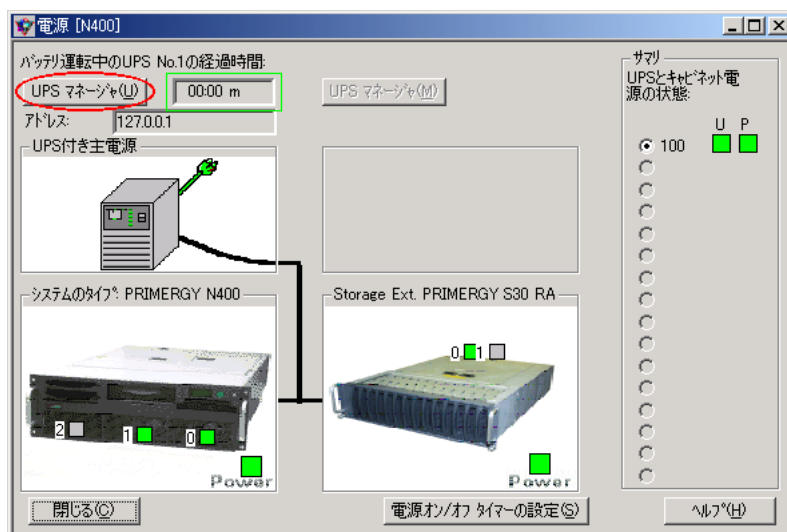 電源 [N400]
バッテリ運転中のUPS No.1の経過時間:
UPS マネージャ(U)
00:00 m
UPS マネージャ(M)
アドレス:
127.0.0.1
UPS付き主電源
システムのタイプ: PRIMERGY N400
2
1
0
Power
Storage Ext. PRIMERGY S30 RA
0
1
Power
サマリ
UPSとキャビネット電
源の状態:
U P
100
閉じる(C)
電源オン/オフ タイマーの設定(S)
ヘルプ(H)